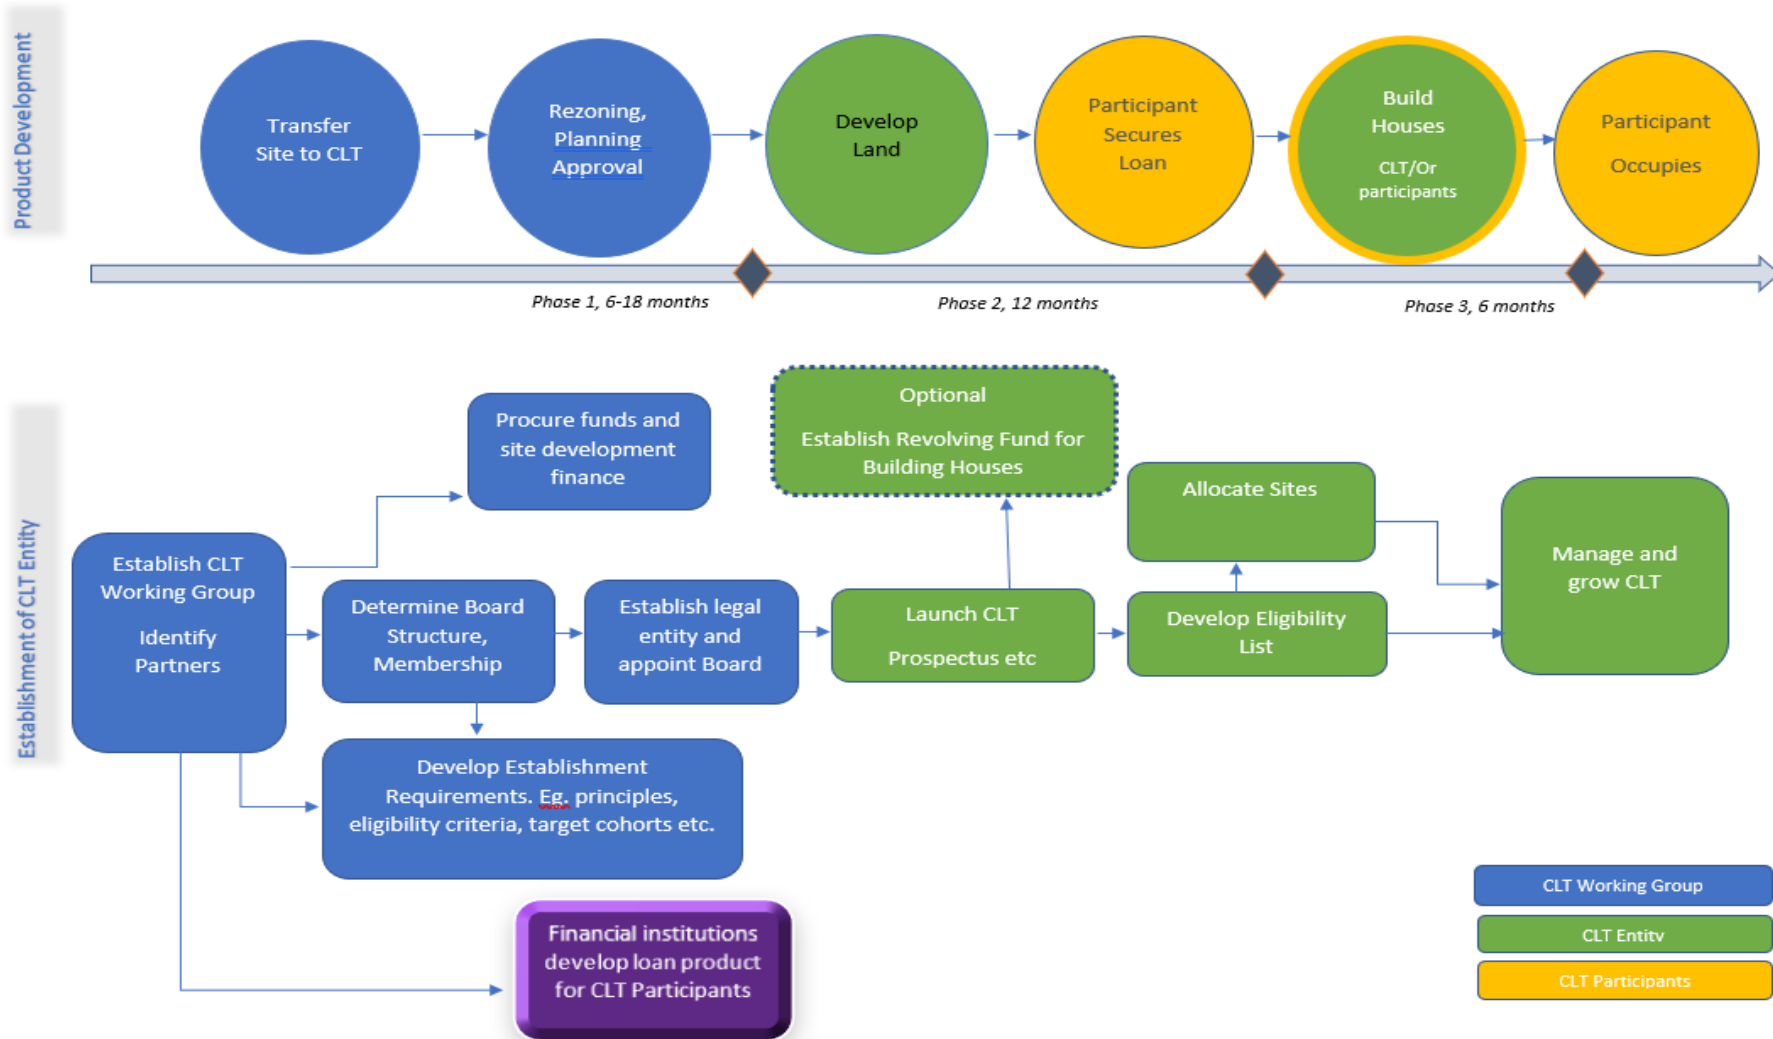 Product Development
Transfer
Site to CLT
Rezoning,
Planning
Approval
Develop
Land
Participant
Secures
Loan
Build
Houses
CLT/Or
participants
Participant
Occupies
Phase 1, 6-18 months
Phase 2, 12 months
Phase 3, 6 months
Establishment of CLT Entity
Establish CLT
Working Group
Identify
Partners
Procure funds and
site development
finance
Determine Board
Structure,
Membership
Establish legal
entity and
appoint Board
Develop Establishment
Requirements. Eg. principles,
eligibility criteria, target cohorts etc.
Financial institutions
develop loan product
for CLT Participants
Optional
Establish Revolving Fund for
Building Houses
Launch CLT
Prospectus etc
Allocate Sites
Develop Eligibility
List
Manage and
grow CLT
CLT Working Group
CLT Entity
CLT Participants